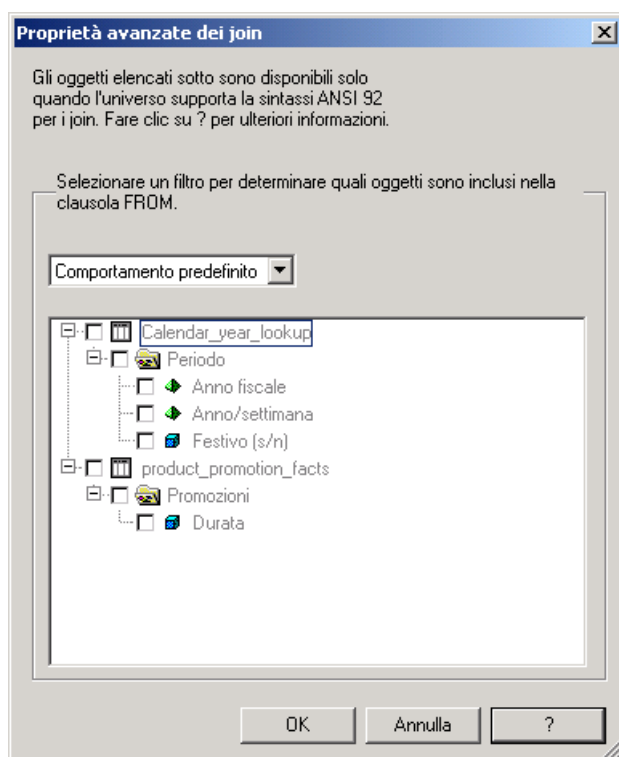 Proprietà avanzate dei join
Gli oggetti elencati sotto sono disponibili solo
quando l'universo supporta la sintassi ANSI 92
per i join. Fare clic su ? per ulteriori informazioni.
Selezionare un filtro per determinare quali oggetti sono inclusi nella
clausola FROM.
Comportamento predefinito
Calendar_year_lookup
Periodo
Anno fiscale
Anno/settimana
Festivo (s/n)
product_promotion_facts
Promozioni
Durata
OK
Annulla
?